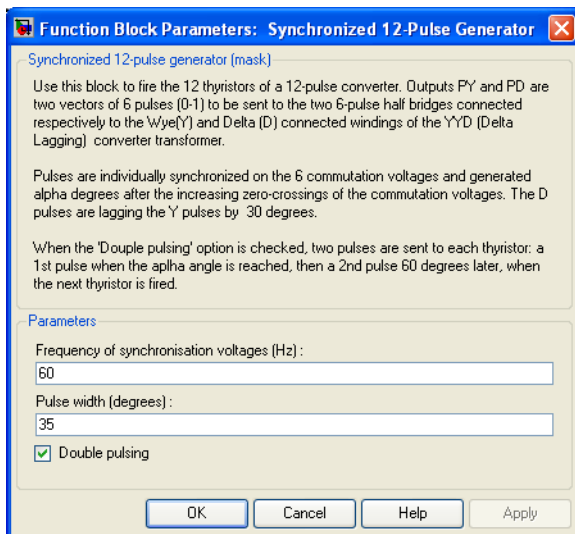 Function Block Parameters: Synchronized 12-Pulse Generator
Synchronized 12-pulse generator (mask)
Use this block to fire the 12 thyristors of a 12-pulse converter. Outputs PY and PD are
two vectors of 6 pulses (0-1) to be sent to the two 6-pulse half bridges connected
respectively to the Wye(Y) and Delta (D) connected windings of the YYD (Delta
Lagging) converter transformer.
Pulses are individually synchronized on the 6 commutation voltages and generated
alpha degrees after the increasing zero-crossings of the commutation voltages. The D
pulses are lagging the Y pulses by 30 degrees.
When the 'Douple pulsing' option is checked, two pulses are sent to each thyristor: a
1st pulse when the aplha angle is reached, then a 2nd pulse 60 degrees later, when
the next thyristor is fired.
Parameters
Frequency of synchronisation voltages (Hz) :
60
Pulse width (degrees) :
35
Double pulsing
OK Cancel Help Apply